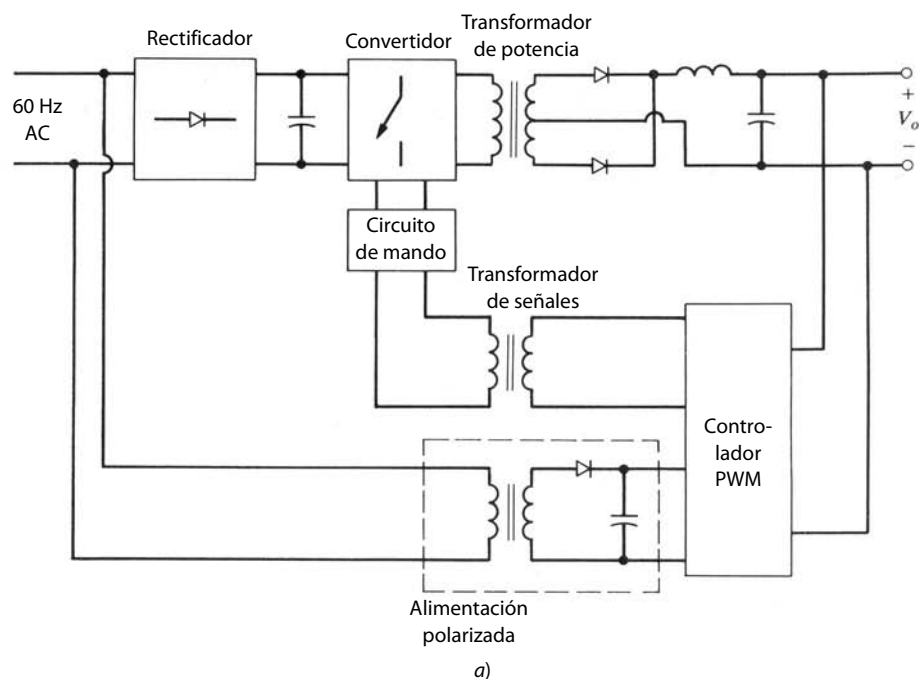 Transformador
de potencia
Rectificador
Convertidor
60 Hz
AC
+
Vo
−
Circuito
de mando
Transformador
de señales
Contro-
lador
PWM
Alimentación
polarizada
a)